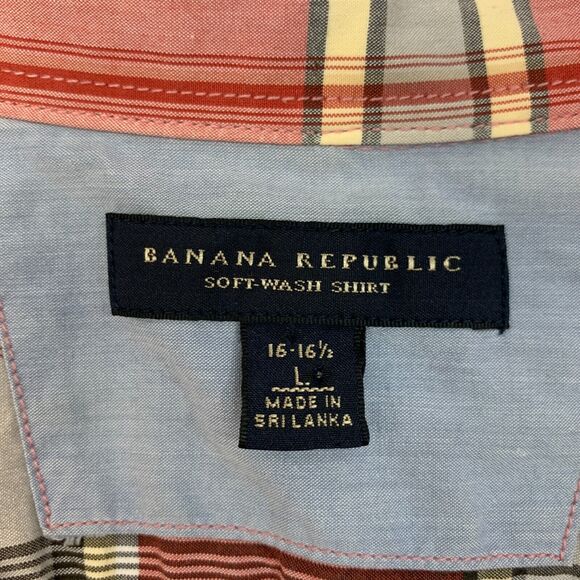 BANANA REPUBLIC
SOFT-WASH SHIRT
16-16½
L.
MADE IN
SRI LANKA